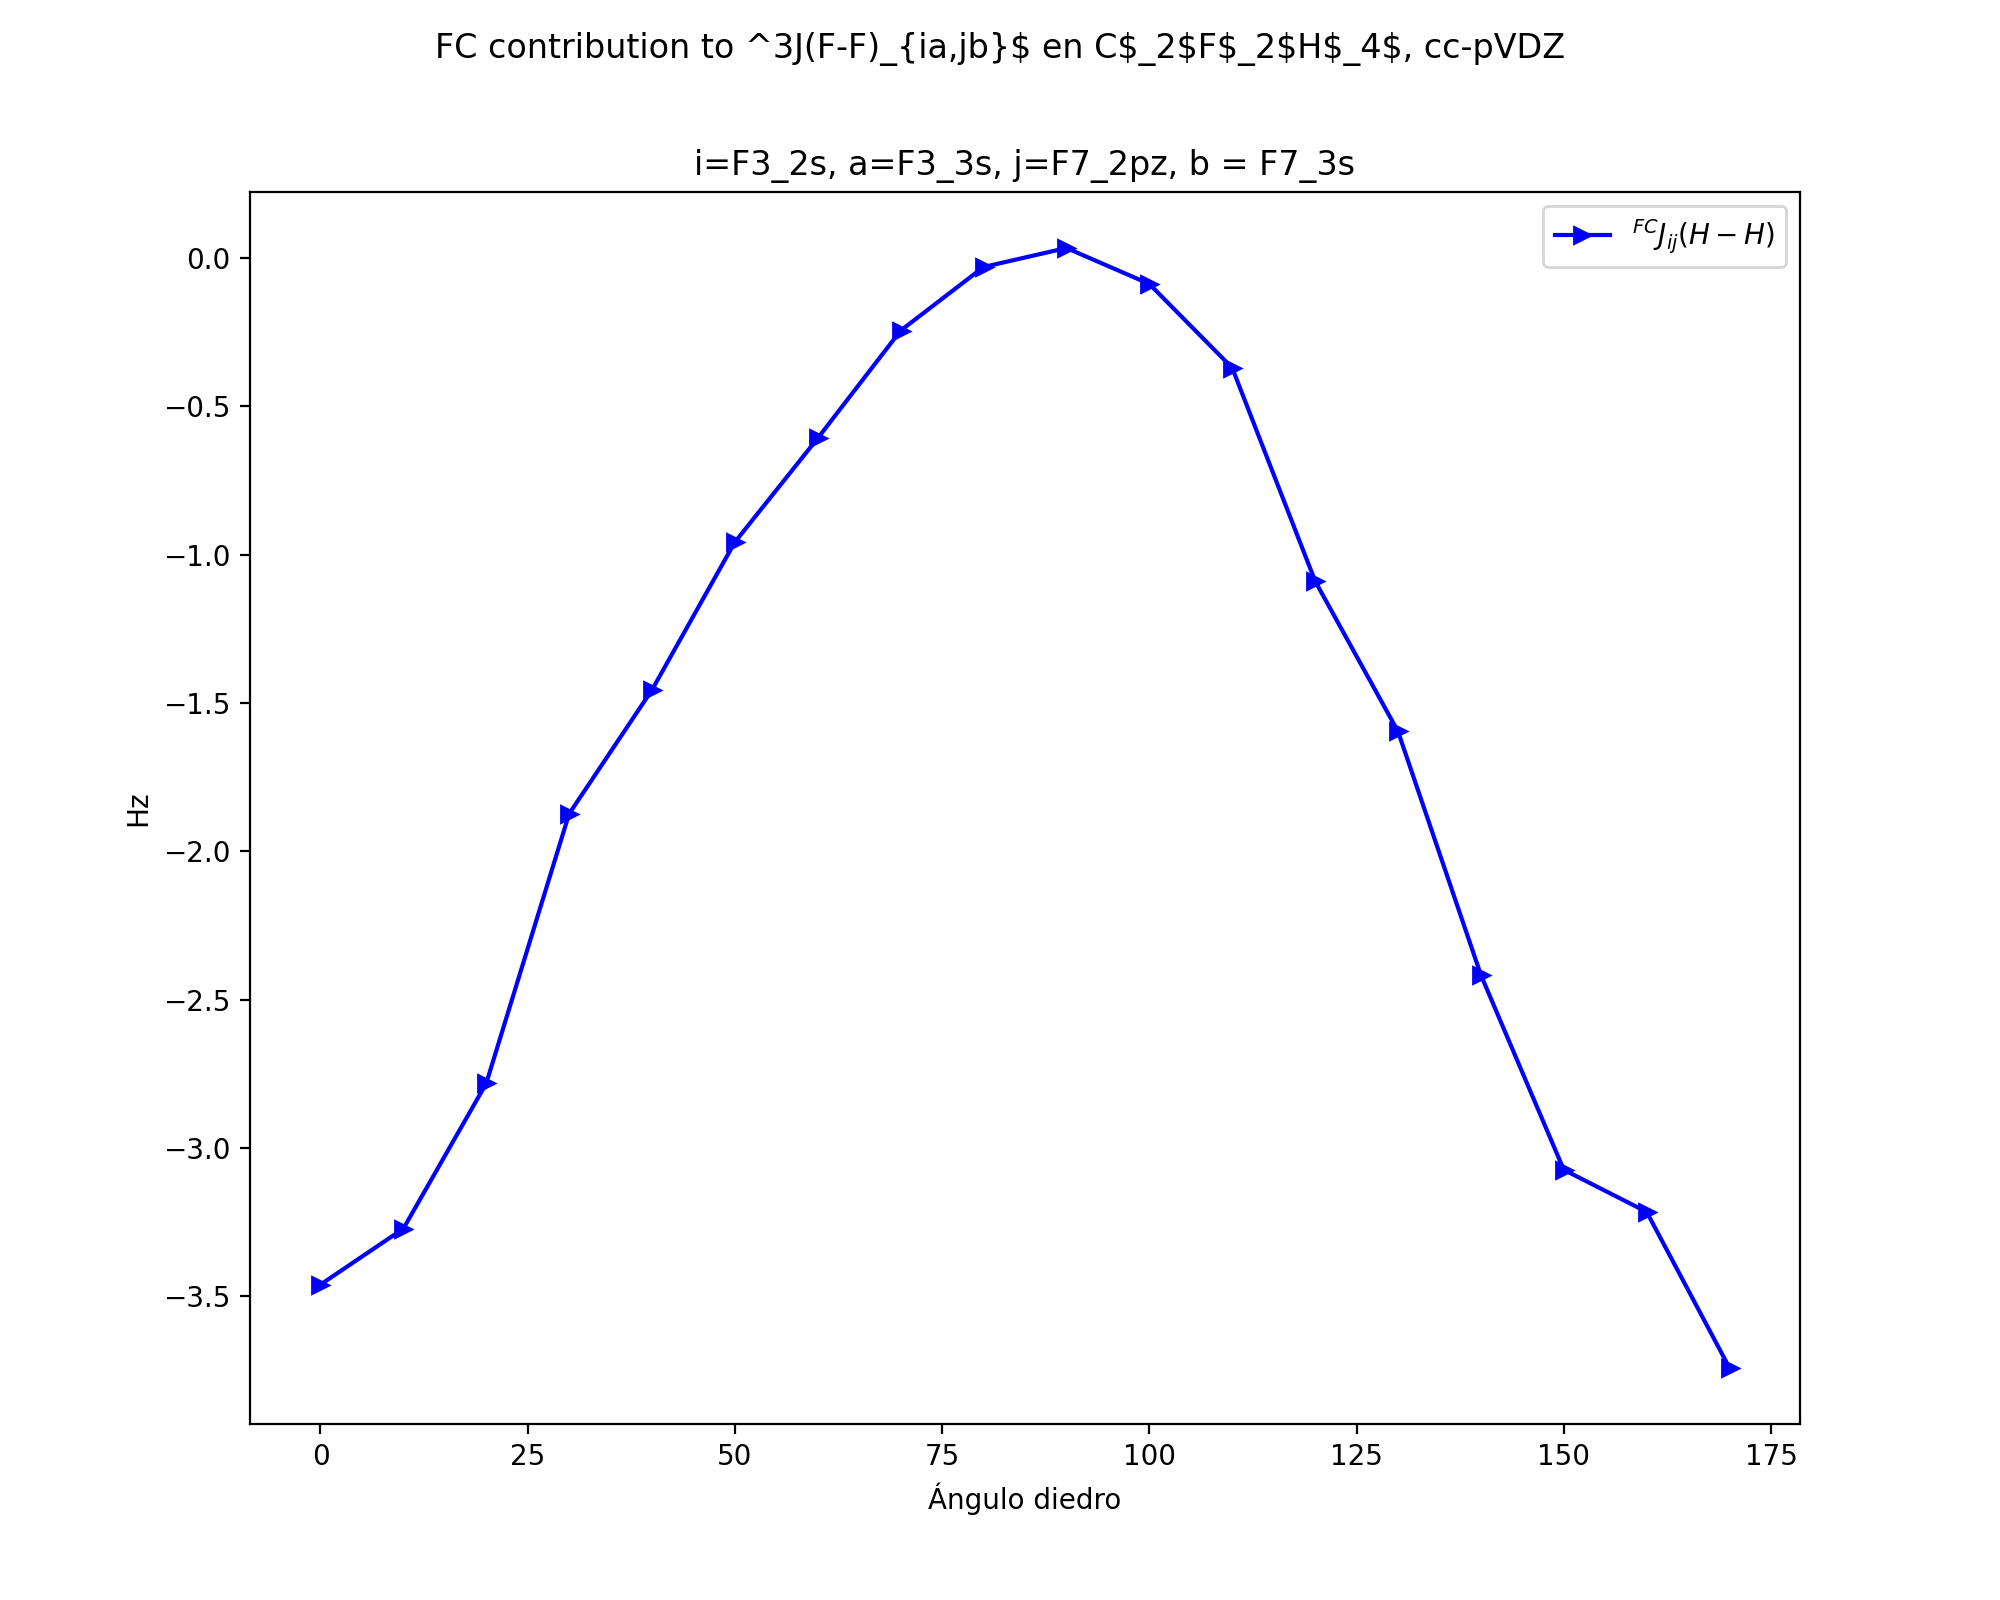 FC contribution to ^3J(F-F)_{ia,jb}$ en C$_2$F$_2$H$_4$, cc-pVDZ
i=F3_2s, a=F3_3s, j=F7_2pz, b = F7_3s
FC J ij (H − H)
0.0
−0.5
−1.0
−1.5
−2.0
−2.5
−3.0
−3.5
Hz
0 25 50 75 100 125 150 175
Ángulo diedro